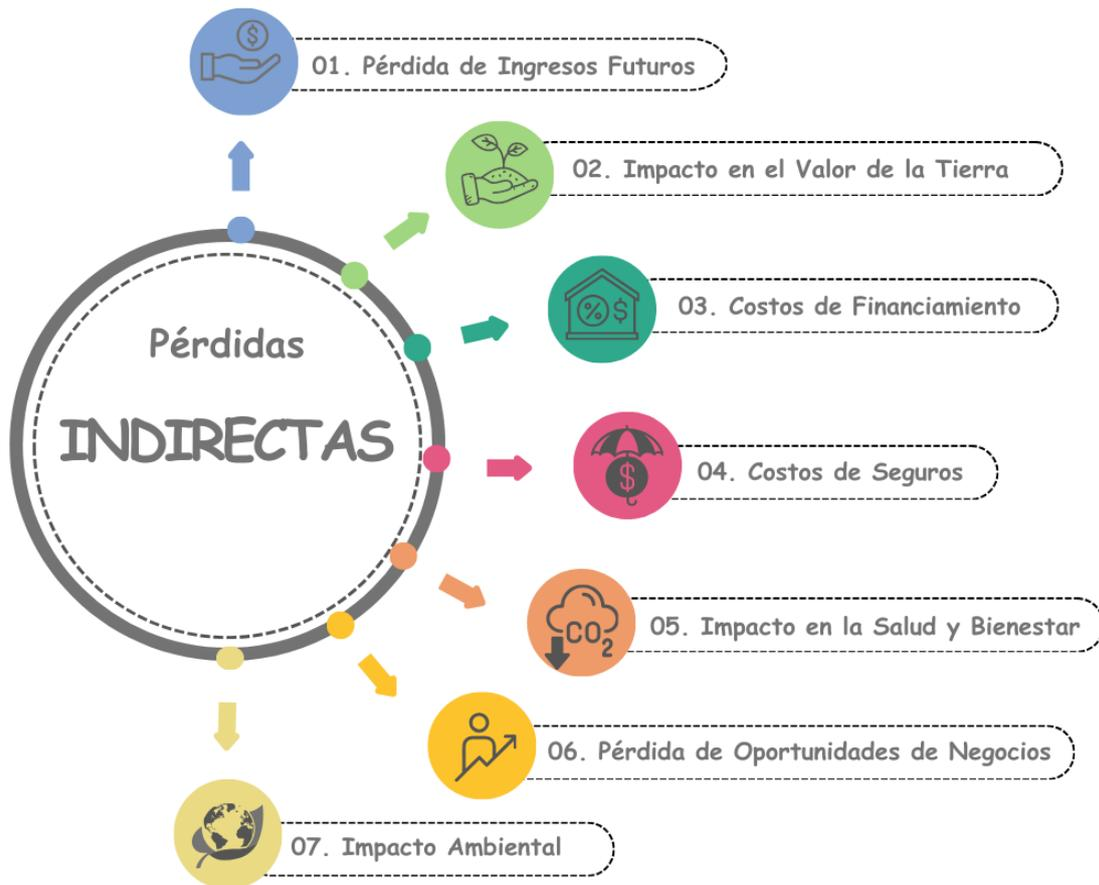 $
01. Pérdida de Ingresos Futuros
02. Impacto en el Valor de la Tierra
% $
03. Costos de Financiamiento
Pérdidas
INDIRECTAS
$
04. Costos de Seguros
CO2
05. Impacto en la Salud y Bienestar
06. Pérdida de Oportunidades de Negocios
07. Impacto Ambiental